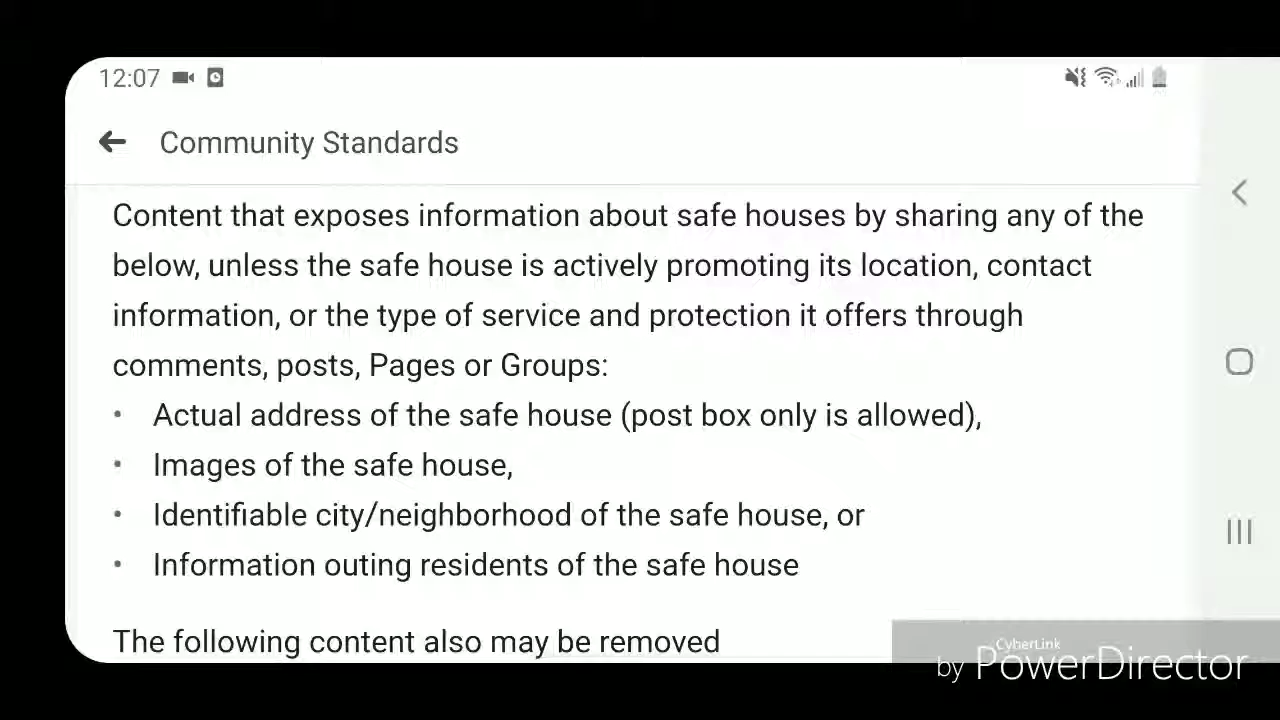 12:07
Community Standards
Content that exposes information about safe houses by sharing any of the
below, unless the safe house is actively promoting its location, contact
information, or the type of service and protection it offers through
comments, posts, Pages or Groups:
• Actual address of the safe house (post box only is allowed),
• Images of the safe house,
• Identifiable city/neighborhood of the safe house, or
• Information outing residents of the safe house
The following content also may be removed
CyberLink
by PowerDirector